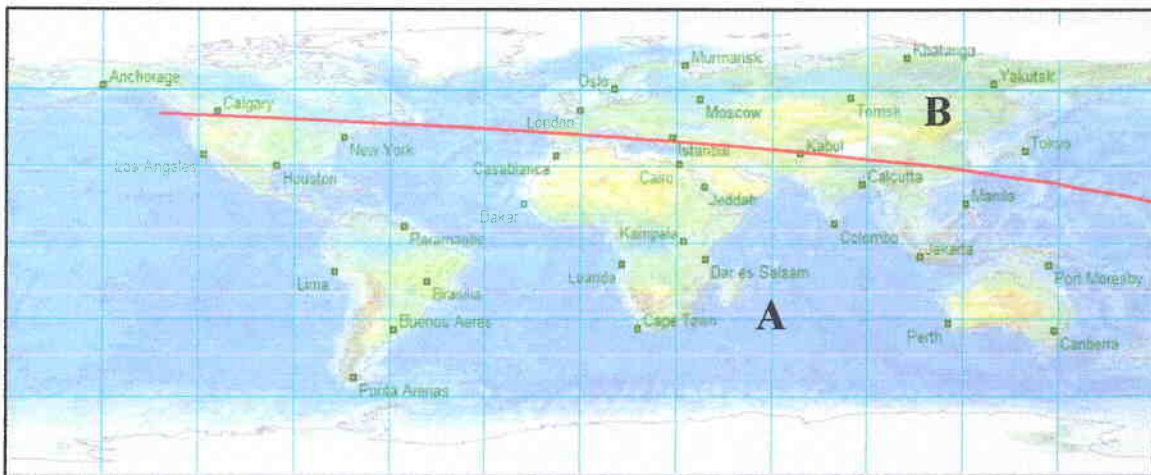 Khatanga
Murmansk
Anchorage
Oslo
Yakutsk
Calgary
London
Moscow
Tomsk
B
New York
Istanbul
Kabul
Tokyo
Los Angeles
Casablanca
Houston
Cairo
Calcutta
Jeddah
Dakar
Manila
Paramaribo
Kampala
Colombo
Jakarta
Lima
Luanda
Dar es Salaam
Port Moresby
Brasilia
A
Buenos Aeres
Cape Town
Perth
Canberra
Punta Arenas